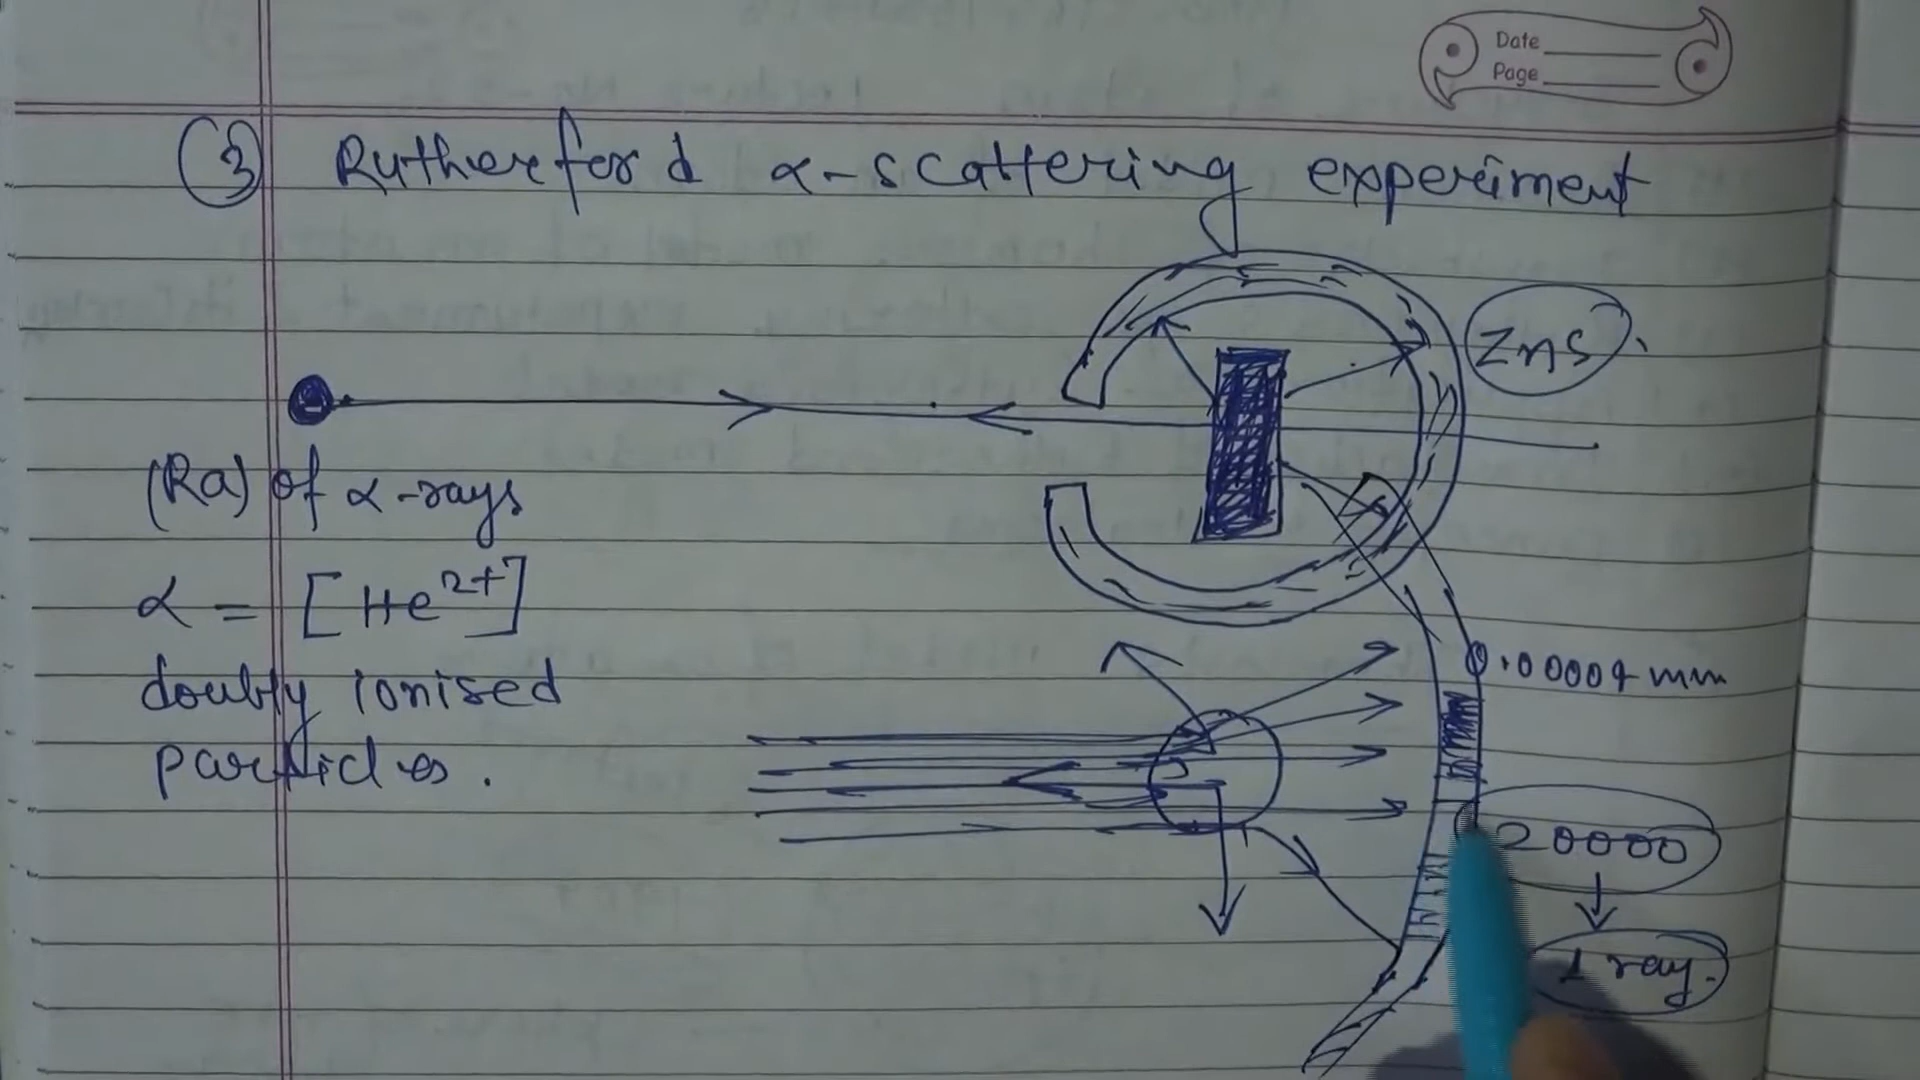 Date
Page
(3) Rutherford α-scattering experiment
ZnS.
(Ra) of α-rays
α = [He²⁺]
doubly ionised
particles.
0.00004 mm
20000
↓
1 ray.